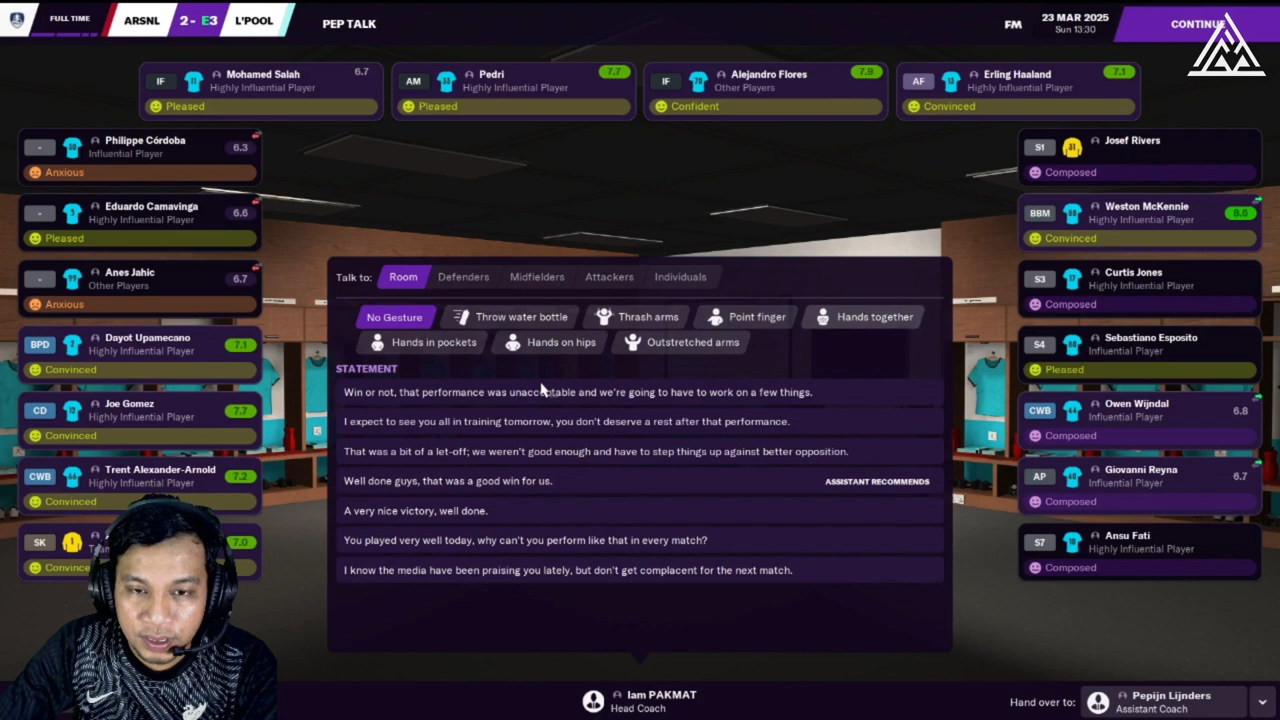 FULL TIME
ARSNL
2 - E3
L'POOL
PEP TALK
FM
23 MAR 2025
Sun 13:30
CONTINUE
IF
11
Mohamed Salah
6.7
Highly Influential Player
Pleased
AM
Pedri
7.7
Highly Influential Player
Pleased
IF
Alejandro Flores
7.9
Other Players
Confident
AF
Erling Haaland
7.1
Highly Influential Player
Convinced
-
Philippe Córdoba
Influential Player
6.3
Anxious
-
Eduardo Camavinga
Highly Influential Player
6.6
Pleased
-
Anes Jahic
Other Players
6.7
Anxious
BPD
Dayot Upamecano
Highly Influential Player
7.1
Convinced
CD
Joe Gomez
Highly Influential Player
7.7
Convinced
CWB
Trent Alexander-Arnold
Highly Influential Player
7.2
Convinced
SK
1
7.0
Talk to:
Room
Defenders
Midfielders
Attackers
Individuals
No Gesture
Throw water bottle
Thrash arms
Point finger
Hands together
Hands in pockets
Hands on hips
Outstretched arms
STATEMENT
Win or not, that performance was unacceptable and we're going to have to work on a few things.
I expect to see you all in training tomorrow, you don't deserve a rest after that performance.
That was a bit of a let-off; we weren't good enough and have to step things up against better opposition.
Well done guys, that was a good win for us.
ASSISTANT RECOMMENDS
A very nice victory, well done.
You played very well today, why can't you perform like that in every match?
I know the media have been praising you lately, but don't get complacent for the next match.
S1
Josef Rivers
Composed
BBM
Weston McKennie
Highly Influential Player
8.6
Convinced
S3
Curtis Jones
Highly Influential Player
Composed
S4
Sebastiano Esposito
Influential Player
Pleased
CWB
Owen Wijndal
Influential Player
6.8
Composed
AP
Giovanni Reyna
Influential Player
6.7
Composed
S7
Ansu Fati
Highly Influential Player
Composed
Iam PAKMAT
Head Coach
Hand over to:
Pepijn Lijnders
Assistant Coach